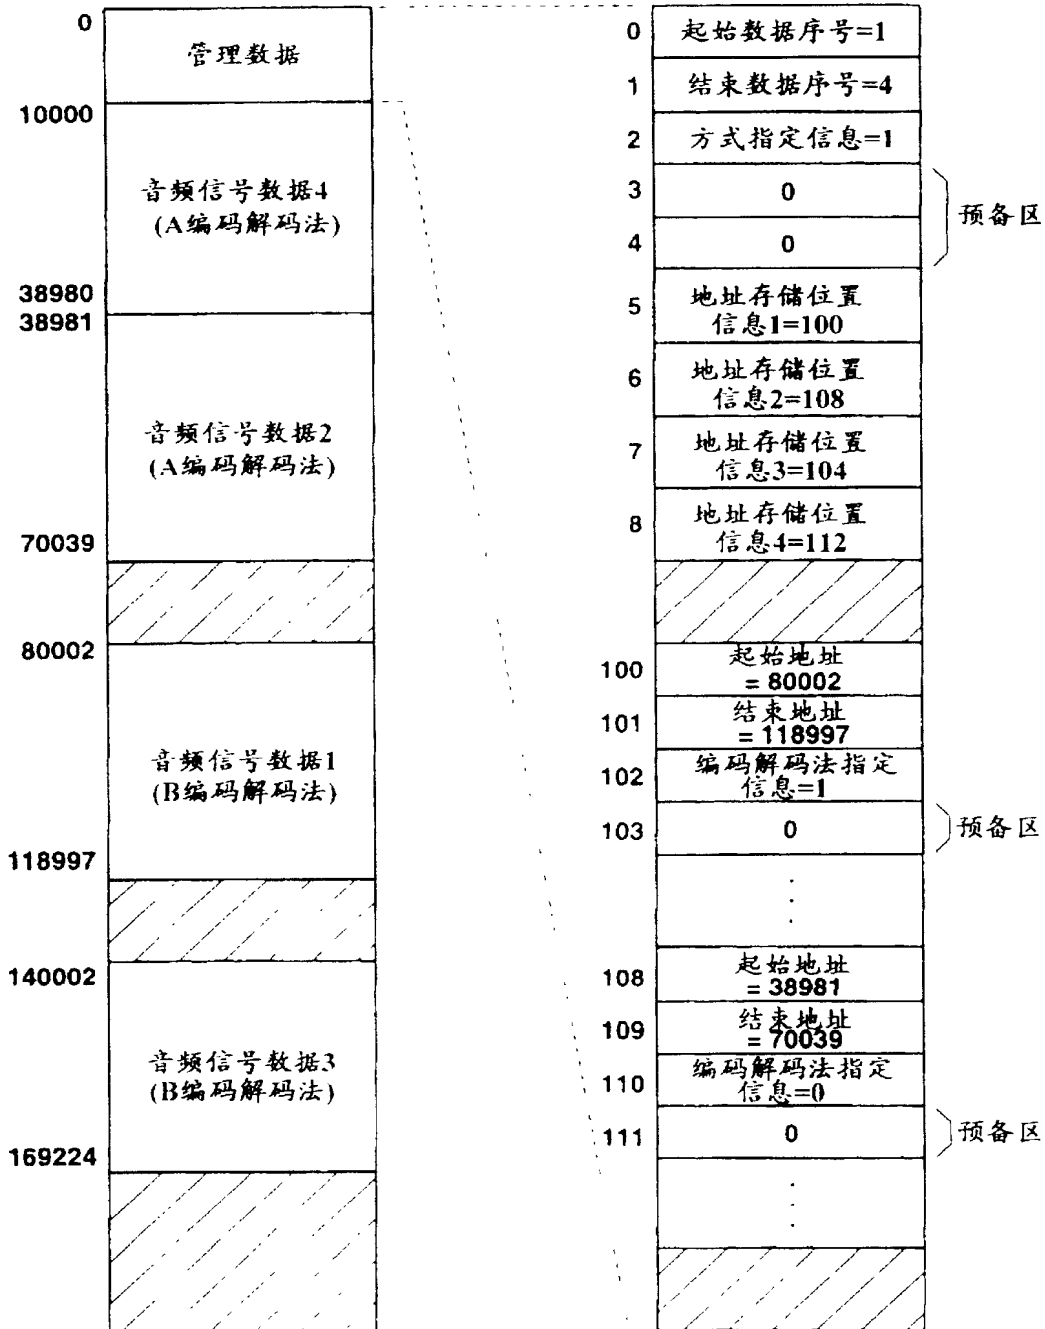 0
管理数据
10000
音频信号数据4
(A编码解码法)
38980
38981
音频信号数据2
(A编码解码法)
70039
80002
音频信号数据1
(B编码解码法)
118997
140002
音频信号数据3
(B编码解码法)
169224
0
起始数据序号=1
1
结束数据序号=4
2
方式指定信息=1
3
0
4
0
预备区
5
地址存储位置
信息1=100
6
地址存储位置
信息2=108
7
地址存储位置
信息3=104
8
地址存储位置
信息4=112
100
起始地址
= 80002
101
结束地址
= 118997
102
编码解码法指定
信息=1
103
0
预备区
108
起始地址
= 38981
109
结束地址
= 70039
110
编码解码法指定
信息=0
111
0
预备区